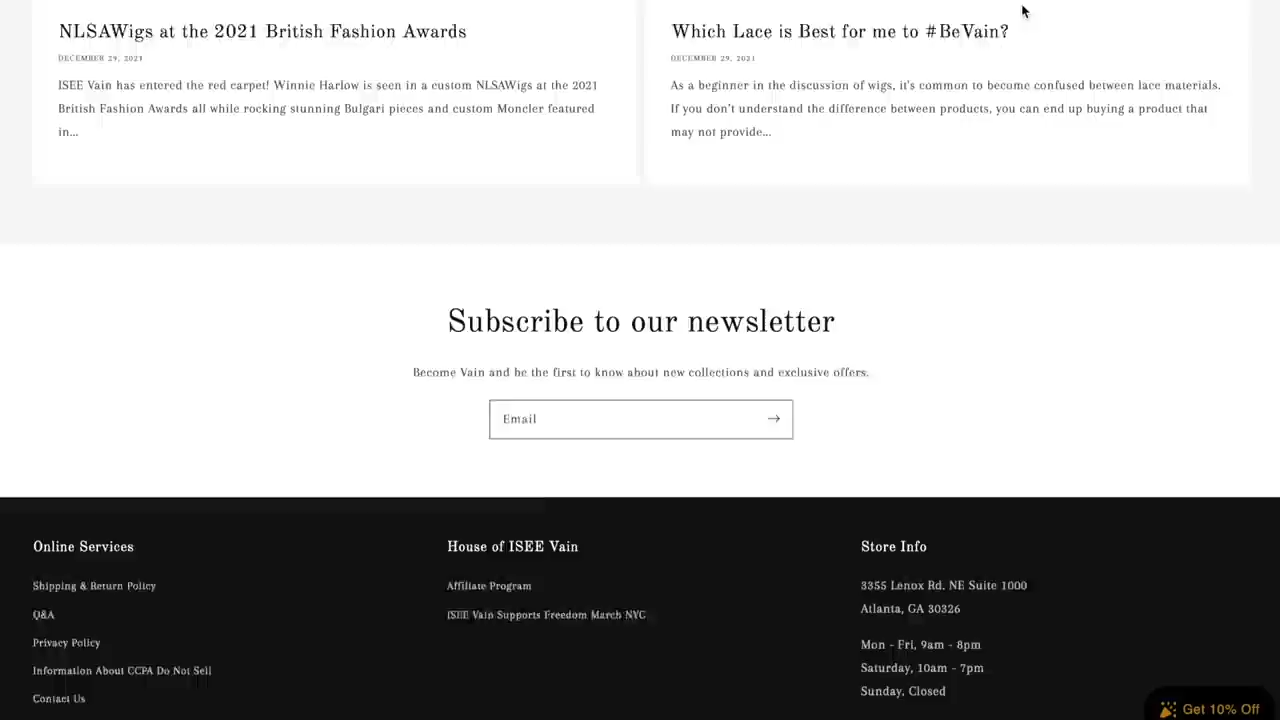 NLSAWigs at the 2021 British Fashion Awards
DECEMBER 29, 2021
ISEE Vain has entered the red carpet! Winnie Harlow is seen in a custom NLSAWigs at the 2021
British Fashion Awards all while rocking stunning Bulgari pieces and custom Moncler featured
in...
Which Lace is Best for me to #BeVain?
DECEMBER 29, 2021
As a beginner in the discussion of wigs, it's common to become confused between lace materials.
If you don't understand the difference between products, you can end up buying a product that
may not provide...
Subscribe to our newsletter
Become Vain and be the first to know about new collections and exclusive offers.
Email
Online Services
Shipping & Return Policy
Q&A
Privacy Policy
Information About CCPA Do Not Sell
Contact Us
House of ISEE Vain
Affiliate Program
ISEE Vain Supports Freedom March NYC
Store Info
3355 Lenox Rd. NE Suite 1000
Atlanta, GA 30326
Mon - Fri, 9am - 8pm
Saturday, 10am - 7pm
Sunday, Closed
Get 10% Off